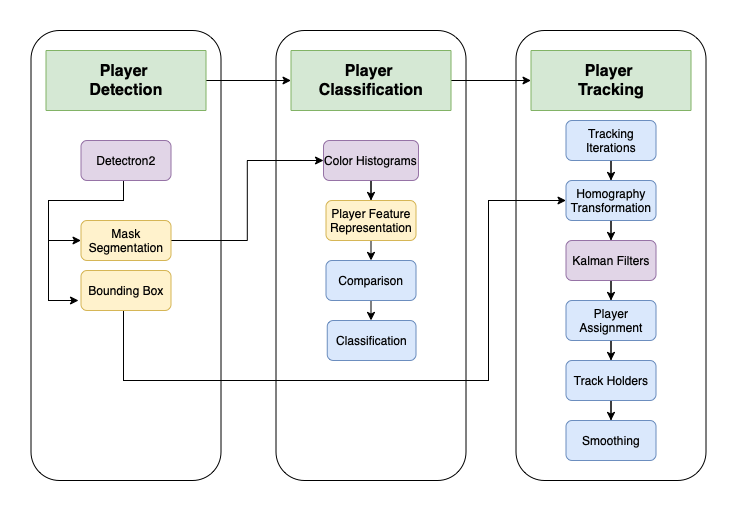 Player
Detection
Player
Classification
Player
Tracking
Detectron2
Mask
Segmentation
Bounding Box
Color Histograms
Player Feature
Representation
Comparison
Classification
Tracking
Iterations
Homography
Transformation
Kalman Filters
Player
Assignment
Track Holders
Smoothing